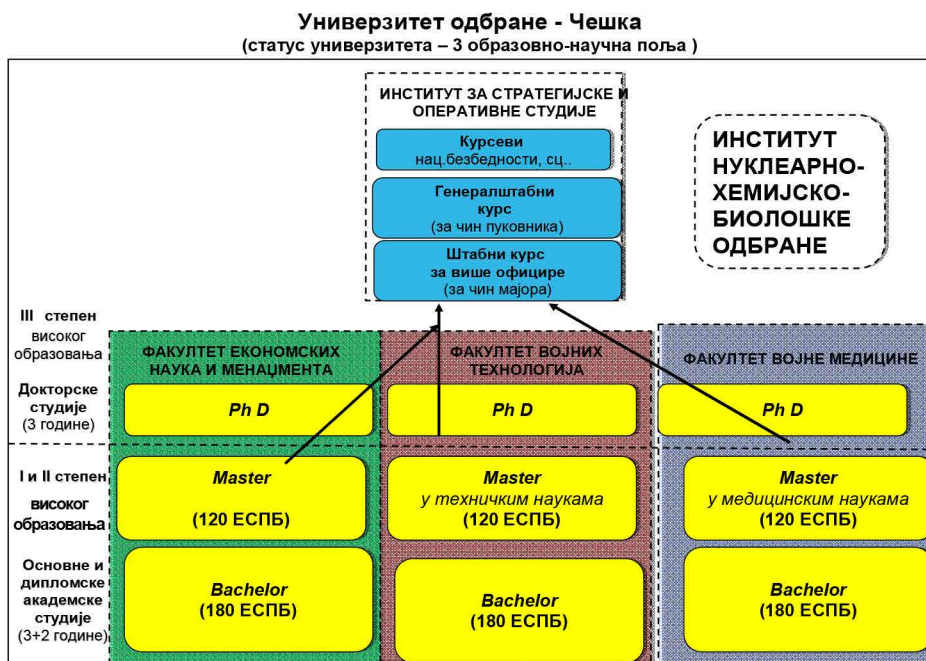 Универзитет одбране - Чешка
(статус универзитета – 3 образовно-научна поља )
ИНСТИТУТ ЗА СТРАТЕГИЈСКЕ И
ОПЕРАТИВНЕ СТУДИЈЕ
Курсеви
нац.безбедности, сц..
Генералштабни
курс
(за чин пуковника)
Штабни курс
за више официре
(за чин мајора)
ИНСТИТУТ
НУКЛЕАРНО-
ХЕМИЈСКО-
БИОЛОШКЕ
ОДБРАНЕ
III степен
високог
образовања
Докторске
студије
(3 године)
ФАКУЛТЕТ ЕКОНОМСКИХ
НАУКА И МЕНАЏМЕНТА
ФАКУЛТЕТ ВОЈНИХ
ТЕХНОЛОГИЈА
ФАКУЛТЕТ ВОЈНЕ МЕДИЦИНЕ
Ph D
Ph D
Ph D
I и II степен
високог
образовања
Master
(120 ЕСПБ)
Master
у техничким наукама
(120 ЕСПБ)
Master
у медицинским наукама
(120 ЕСПБ)
Основне и
дипломске
академске
студије
(3+2 године)
Bachelor
(180 ЕСПБ)
Bachelor
(180 ЕСПБ)
Bachelor
(180 ЕСПБ)